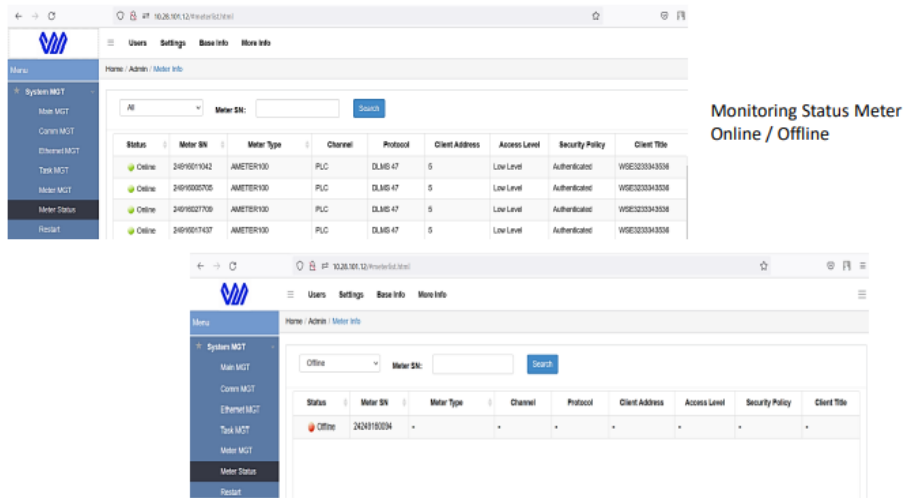 10.28.101.12/#meterlist.html
Users Settings Base Info More Info
Menu
Home / Admin / Meter Info
System MGT
Main MGT
Comm MGT
Ethernet MGT
Task MGT
Meter MGT
Meter Status
Restart
All Meter SN: Search
Status Meter SN Meter Type Channel Protocol Client Address Access Level Security Policy Client Title
Online 24916011042 AMETER100 PLC DLMS 47 5 Low Level Authenticated WSE3233343536
Online 24916005705 AMETER100 PLC DLMS 47 5 Low Level Authenticated WSE3233343536
Online 24916027709 AMETER100 PLC DLMS 47 5 Low Level Authenticated WSE3233343536
Online 24916017437 AMETER100 PLC DLMS 47 5 Low Level Authenticated WSE3233343536
Monitoring Status Meter
Online / Offline
10.28.101.12/#meterlist.html
Users Settings Base Info More Info
Menu
Home / Admin / Meter Info
System MGT
Main MGT
Comm MGT
Ethernet MGT
Task MGT
Meter MGT
Meter Status
Restart
Offline Meter SN: Search
Status Meter SN Meter Type Channel Protocol Client Address Access Level Security Policy Client Title
Offline 24249160094 - - - - - - -